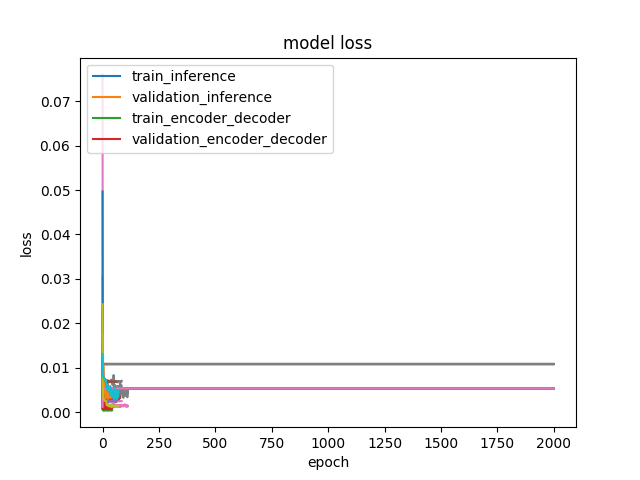 model loss
train_inference
validation_inference
train_encoder_decoder
validation_encoder_decoder
0.07
0.06
0.05
0.04
0.03
0.02
0.01
0.00
loss
0 250 500 750 1000 1250 1500 1750 2000
epoch